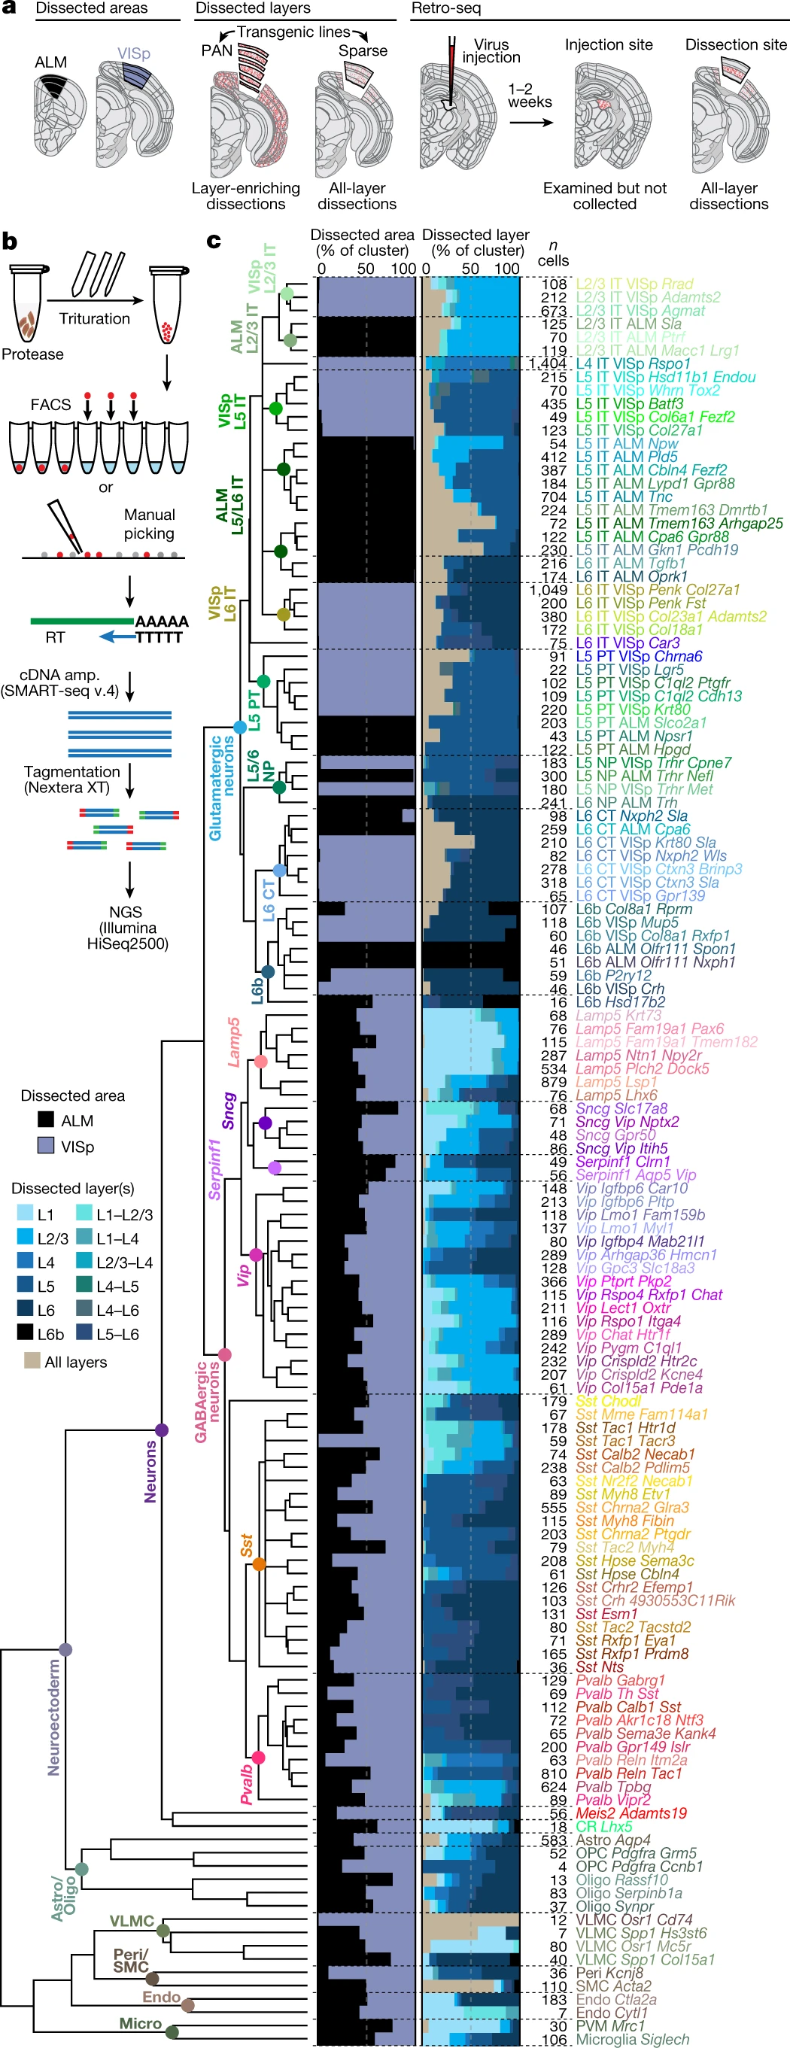 a
Dissected areas
Dissected layers
Retro-seq
ALM
VISp
Transgenic lines
PAN
Sparse
Virus
injection
1–2
weeks
Injection site
Dissection site
Layer-enriching
dissections
All-layer
dissections
Examined but not
collected
All-layer
dissections
b
Protease
Trituration
FACS
or
Manual
picking
RT
AAAAA
TTTTT
cDNA amp.
(SMART-seq v.4)
Tagmentation
(Nextera XT)
NGS
(Illumina
HiSeq2500)
Dissected area
ALM
VISp
Dissected layer(s)
L1
L1–L2/3
L2/3
L1–L4
L4
L2/3–L4
L5
L4–L5
L6
L4–L6
L6b
L5–L6
All layers
c
Dissected area
(% of cluster)
0 50 100
Dissected layer
(% of cluster)
0 50 100
n
cells
VISp
L2/3 IT
ALM
L2/3 IT
VISp
L5 IT
ALM
L5/L6 IT
VISp
L6 IT
L5 PT
L5/6
NP
Glutamatergic
neurons
L6 CT
L6b
Lamp5
Sncg
Serpinf1
Vip
GABAergic
neurons
Neurons
Sst
Pvalb
Neuroectoderm
Astro/
Oligo
VLMC
Peri/
SMC
Endo
Micro
108 L2/3 IT VISp Rrad
212 L2/3 IT VISp Adamts2
673 L2/3 IT VISp Agmat
125 L2/3 IT ALM Sla
70 L2/3 IT ALM Ptrf
119 L2/3 IT ALM Macc1 Lrg1
1,404 L4 IT VISp Rspo1
215 L5 IT VISp Hsd11b1 Endou
70 L5 IT VISp Whrn Tox2
435 L5 IT VISp Batf3
49 L5 IT VISp Col6a1 Fezf2
123 L5 IT VISp Col27a1
54 L5 IT ALM Npw
412 L5 IT ALM Pld5
387 L5 IT ALM Cbln4 Fezf2
184 L5 IT ALM Lypd1 Gpr88
704 L5 IT ALM Tnc
224 L5 IT ALM Tmem163 Dmrtb1
72 L5 IT ALM Tmem163 Arhgap25
122 L5 IT ALM Cpa6 Gpr88
230 L5 IT ALM Gkn1 Pcdh19
216 L6 IT ALM Tgfb1
174 L6 IT ALM Oprk1
1,049 L6 IT VISp Penk Col27a1
200 L6 IT VISp Penk Fst
380 L6 IT VISp Col23a1 Adamts2
172 L6 IT VISp Col18a1
75 L6 IT VISp Car3
91 L5 PT VISp Chrna6
22 L5 PT VISp Lgr5
102 L5 PT VISp C1ql2 Ptgfr
109 L5 PT VISp C1ql2 Cdh13
220 L5 PT VISp Krt80
203 L5 PT ALM Slco2a1
43 L5 PT ALM Npsr1
122 L5 PT ALM Hpgd
183 L5 NP VISp Trhr Cpne7
300 L5 NP ALM Trhr Nefl
180 L5 NP VISp Trhr Met
241 L6 NP ALM Trh
98 L6 CT Nxph2 Sla
259 L6 CT ALM Cpa6
210 L6 CT VISp Krt80 Sla
82 L6 CT VISp Nxph2 Wls
278 L6 CT VISp Ctxn3 Brinp3
318 L6 CT VISp Ctxn3 Sla
65 L6 CT VISp Gpr139
107 L6b Col8a1 Rprm
118 L6b VISp Mup5
60 L6b VISp Col8a1 Rxfp1
46 L6b ALM Olfr111 Spon1
51 L6b ALM Olfr111 Nxph1
59 L6b P2ry12
46 L6b VISp Crh
16 L6b Hsd17b2
68 Lamp5 Krt73
76 Lamp5 Fam19a1 Pax6
115 Lamp5 Fam19a1 Tmem182
287 Lamp5 Ntn1 Npy2r
534 Lamp5 Plch2 Dock5
879 Lamp5 Lsp1
76 Lamp5 Lhx6
68 Sncg Slc17a8
71 Sncg Vip Nptx2
48 Sncg Gpr50
86 Sncg Vip Itih5
49 Serpinf1 Clrn1
56 Serpinf1 Aqp5 Vip
148 Vip Igfbp6 Car10
213 Vip Igfbp6 Pltp
118 Vip Lmo1 Fam159b
137 Vip Lmo1 Myl1
80 Vip Igfbp4 Mab21l1
289 Vip Arhgap36 Hmcn1
128 Vip Gpc3 Slc18a3
366 Vip Ptprt Pkp2
115 Vip Rspo4 Rxfp1 Chat
211 Vip Lect1 Oxtr
116 Vip Rspo1 Itga4
289 Vip Chat Htr1f
242 Vip Pygm C1ql1
232 Vip Crispld2 Htr2c
207 Vip Crispld2 Kcne4
61 Vip Col15a1 Pde1a
179 Sst Chodl
67 Sst Mme Fam114a1
178 Sst Tac1 Htr1d
59 Sst Tac1 Tacr3
74 Sst Calb2 Necab1
238 Sst Calb2 Pdlim5
63 Sst Nr2f2 Necab1
89 Sst Myh8 Etv1
555 Sst Chrna2 Glra3
115 Sst Myh8 Fibin
203 Sst Chrna2 Ptgdr
79 Sst Tac2 Myh4
208 Sst Hpse Sema3c
61 Sst Hpse Cbln4
126 Sst Crhr2 Efemp1
103 Sst Crh 4930553C11Rik
131 Sst Esm1
80 Sst Tac2 Tacstd2
71 Sst Rxfp1 Eya1
165 Sst Rxfp1 Prdm8
36 Sst Nts
129 Pvalb Gabrg1
69 Pvalb Th Sst
112 Pvalb Calb1 Sst
72 Pvalb Akr1c18 Ntf3
65 Pvalb Sema3e Kank4
200 Pvalb Gpr149 Islr
63 Pvalb Reln Itm2a
810 Pvalb Reln Tac1
624 Pvalb Tpbg
89 Pvalb Vipr2
56 Meis2 Adamts19
18 CR Lhx5
583 Astro Aqp4
52 OPC Pdgfra Grm5
4 OPC Pdgfra Ccnb1
13 Oligo Rassf10
83 Oligo Serpinb1a
37 Oligo Synpr
12 VLMC Osr1 Cd74
7 VLMC Spp1 Hs3st6
80 VLMC Osr1 Mc5r
40 VLMC Spp1 Col15a1
36 Peri Kcnj8
110 SMC Acta2
183 Endo Ctla2a
7 Endo Cytl1
30 PVM Mrc1
106 Microglia Siglech